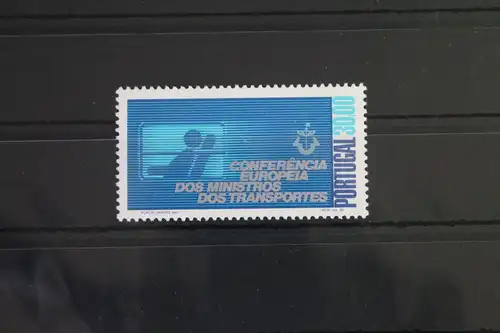 CONFERÊNCIA
EUROPEIA
DOS MINISTROS
DOS TRANSPORTES
PORTUGAL 30.00